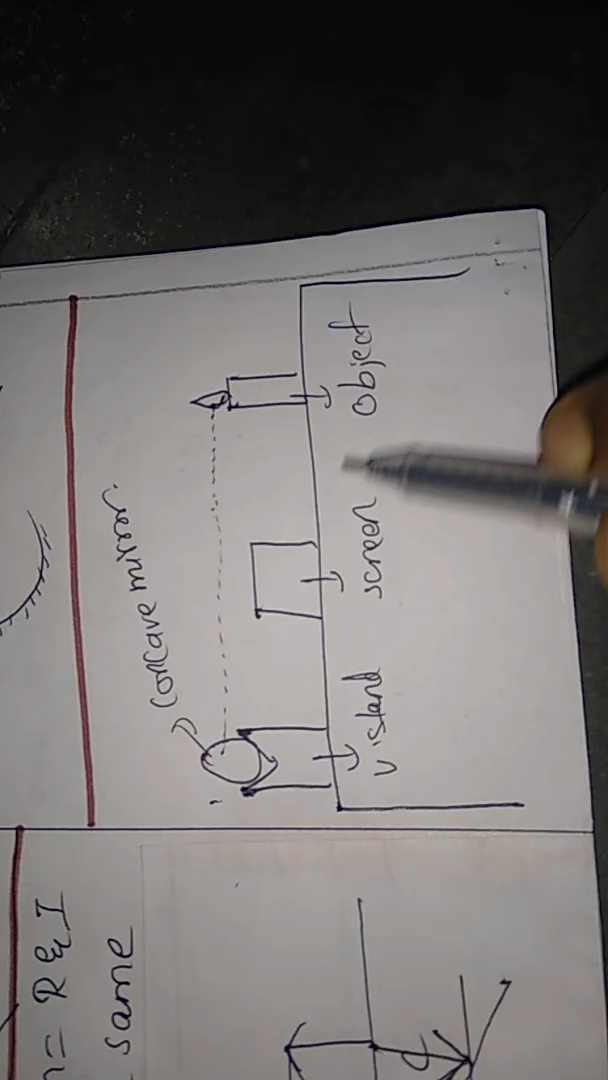 concave mirror.
V stand
screen
object
= R & I
same